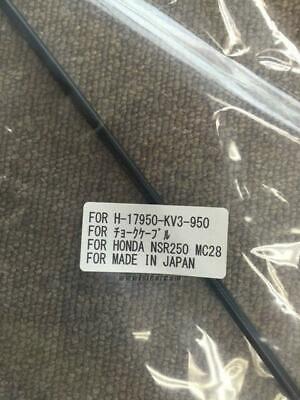 FOR H-17950-KV3-950
FOR ﾁｮｰｸｹｰﾌﾞﾙ
FOR HONDA NSR250 MC28
FOR MADE IN JAPAN